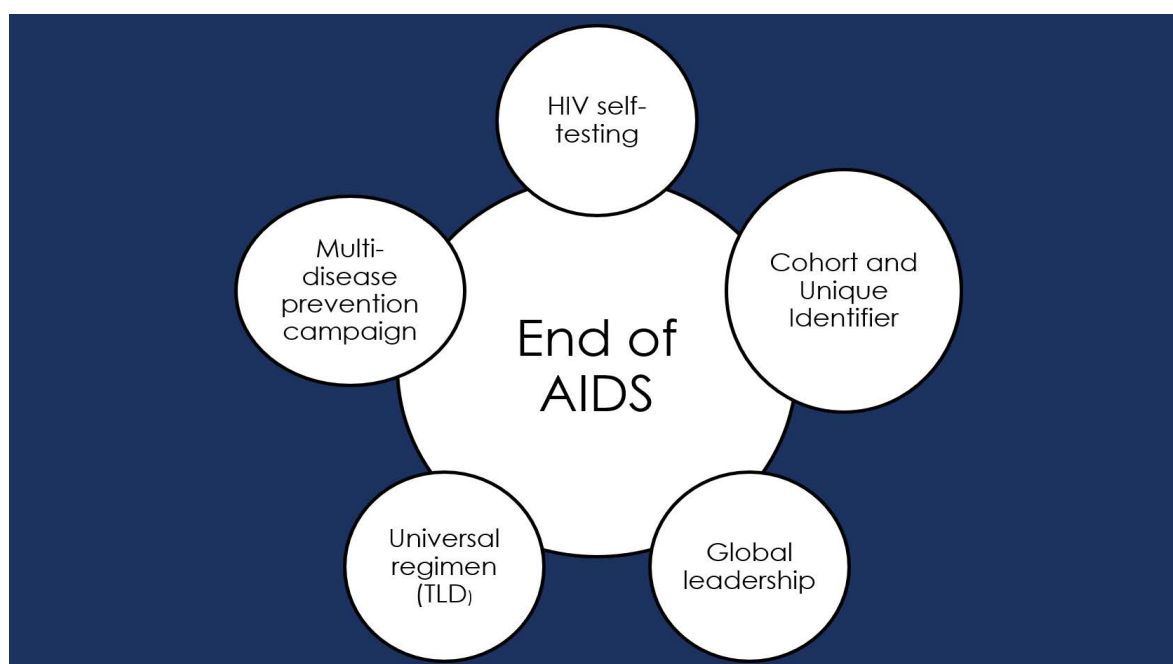 HIV self-
testing
Multi-
disease
prevention
campaign
Cohort and
Unique
Identifier
End of
AIDS
Universal
regimen
(TLD)
Global
leadership